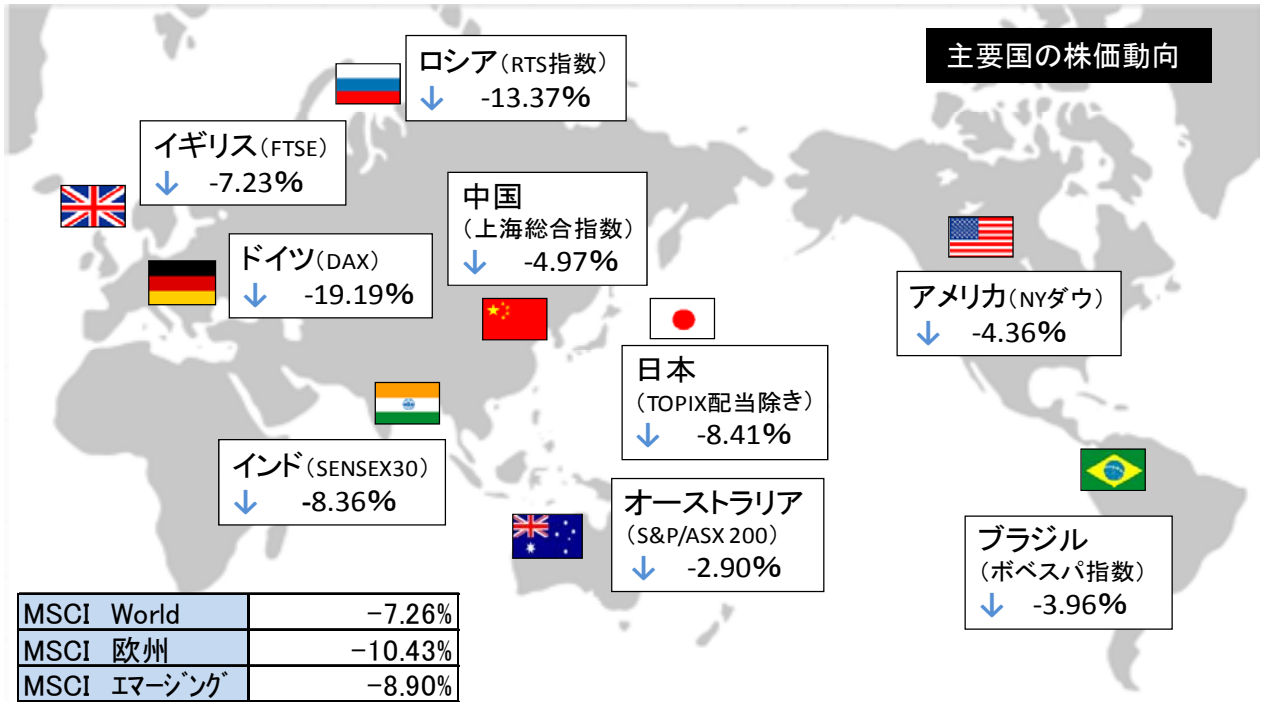 主要国の株価動向
ロシア(RTS指数)
↓ -13.37%
イギリス(FTSE)
↓ -7.23%
中国
(上海総合指数)
↓ -4.97%
ドイツ(DAX)
↓ -19.19%
アメリカ(NYダウ)
↓ -4.36%
日本
(TOPIX配当除き)
↓ -8.41%
インド(SENSEX30)
↓ -8.36%
オーストラリア
(S&P/ASX 200)
↓ -2.90%
ブラジル
(ボベスパ指数)
↓ -3.96%
MSCI World -7.26%
MSCI 欧州 -10.43%
MSCI エマージング -8.90%